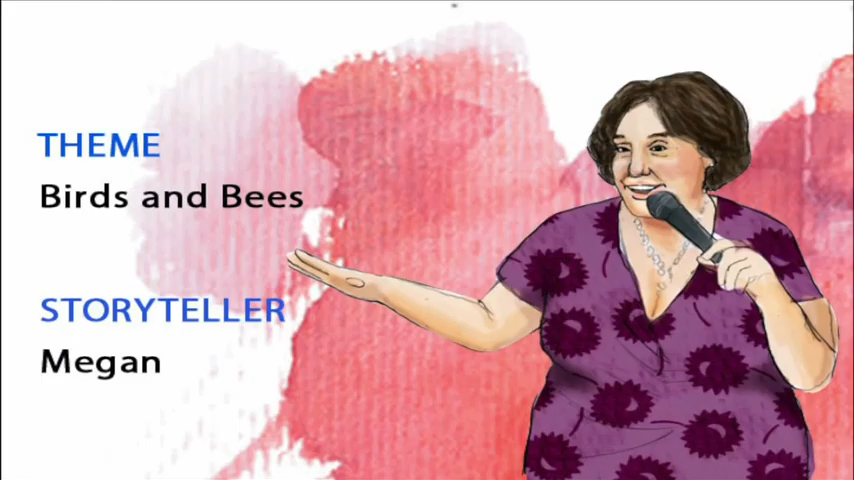 THEME
Birds and Bees
STORYTELLER
Megan